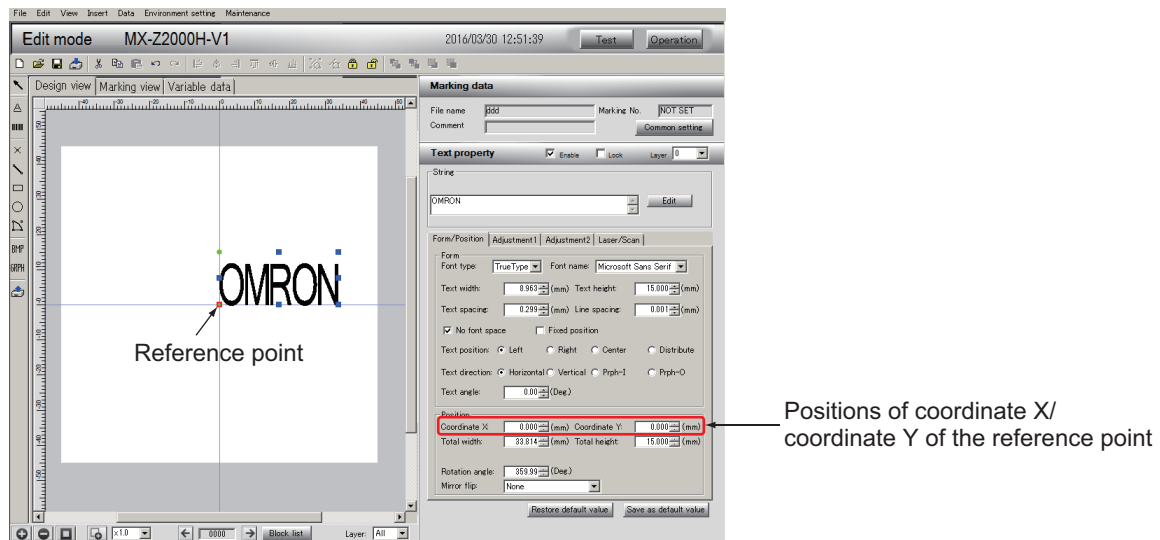 File Edit View Insert Data Environment setting Maintenance
Edit mode MX-Z2000H-V1 2016/03/30 12:51:39 Test Operation
Design view Marking view Variable data
Marking data
File name ddd Marking No. NOT SET
Comment Common setting
Text property Enable Lock Layer 0
String
OMRON Edit
Form/Position Adjustment1 Adjustment2 Laser/Scan
Form
Font type: TrueType Font name: Microsoft Sans Serif
Text width: 8.963 (mm) Text height: 15.000 (mm)
Text spacing: 0.299 (mm) Line spacing: 0.001 (mm)
No font space Fixed position
Text position: Left Right Center Distribute
Text direction: Horizontal Vertical Prph-I Prph-O
Text angle: 0.00 (Deg.)
Position
Coordinate X: 0.000 (mm) Coordinate Y: 0.000 (mm)
Total width: 33.814 (mm) Total height: 15.000 (mm)
Rotation angle: 359.99 (Deg.)
Mirror flip: None
Restore default value Save as default value
BMP
GRPH
OMRON
Reference point
x1.0 0000 Block list Layer: All
Positions of coordinate X/
coordinate Y of the reference point